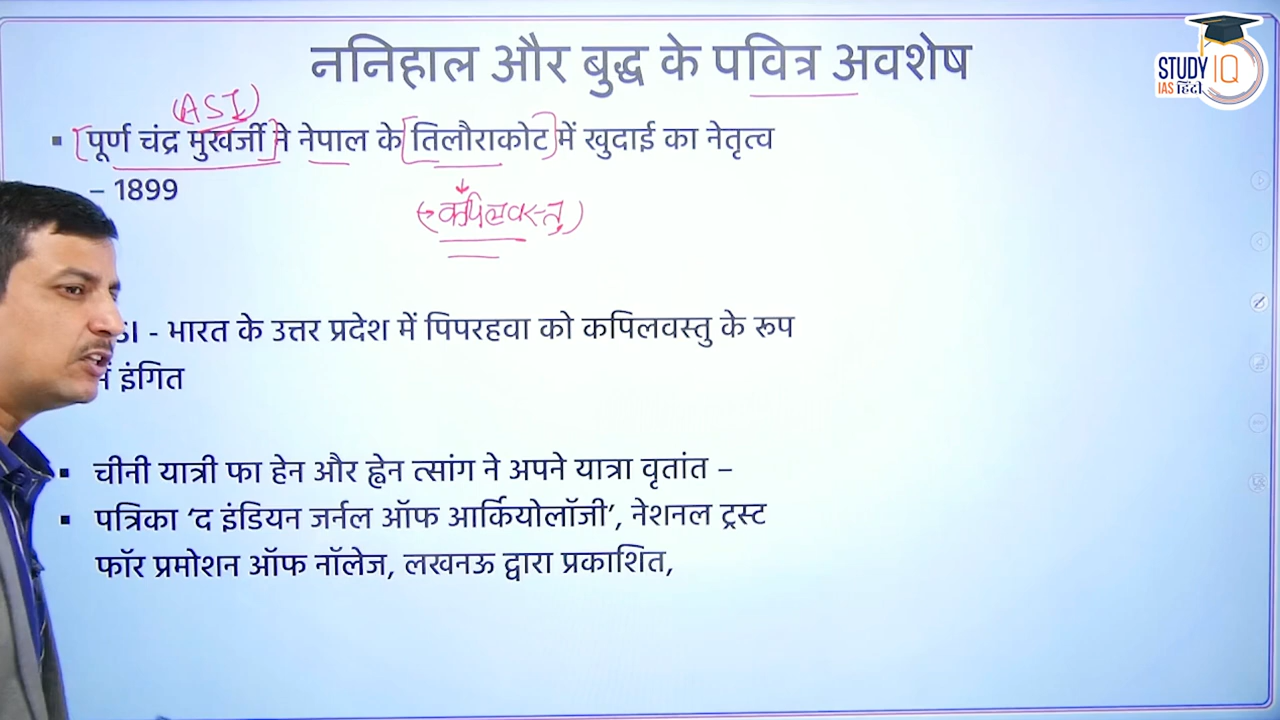 ननिहाल और बुद्ध के पवित्र अवशेष
STUDY IQ
IAS हिंदी
(ASI)
▪ [पूर्ण चंद्र मुखर्जी] ने नेपाल के [तिलौराकोट] में खुदाई का नेतृत्व
– 1899
(→कपिलवस्तु)
SI - भारत के उत्तर प्रदेश में पिपरहवा को कपिलवस्तु के रूप
में इंगित
▪ चीनी यात्री फा हेन और ह्वेन त्सांग ने अपने यात्रा वृतांत –
▪ पत्रिका ‘द इंडियन जर्नल ऑफ आर्कियोलॉजी’, नेशनल ट्रस्ट
फॉर प्रमोशन ऑफ नॉलेज, लखनऊ द्वारा प्रकाशित,